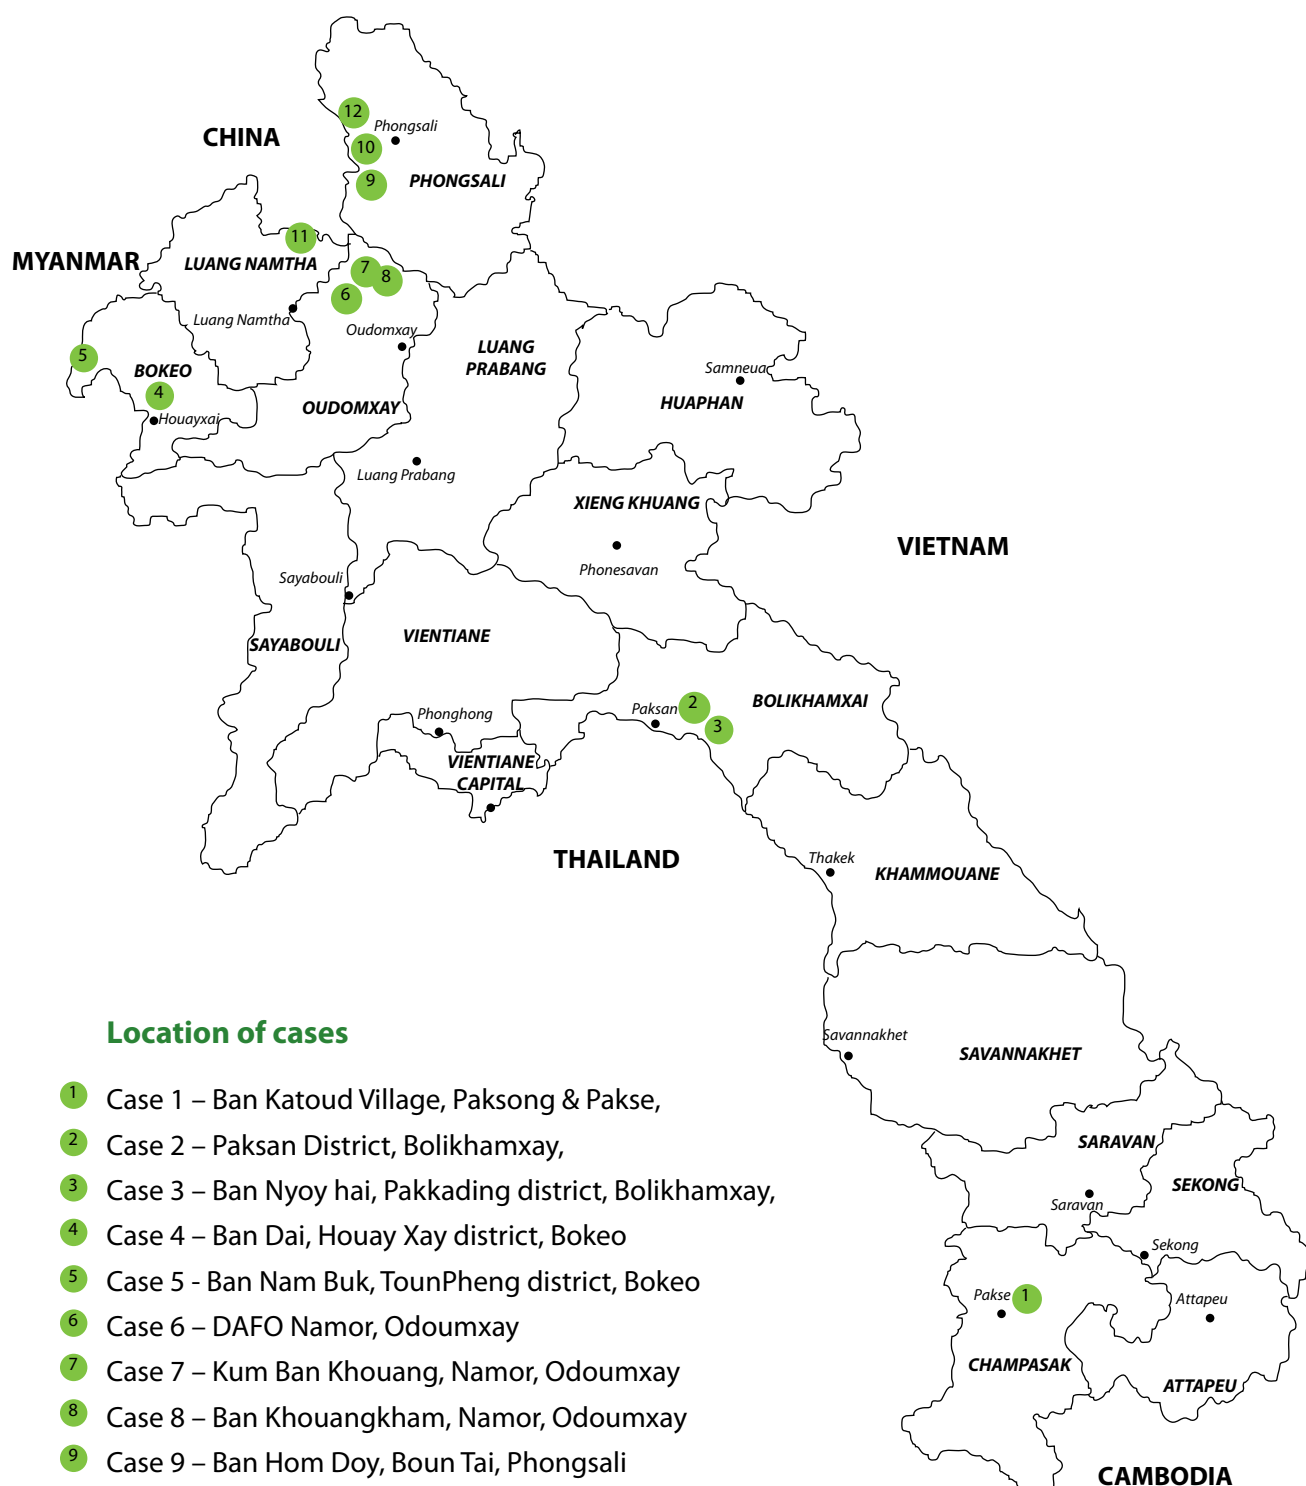 12
Phongsali
CHINA
10
9
PHONGSALI
11
MYANMAR
LUANG NAMTHA
7
8
6
Luang Namtha
Oudomxay
5
BOKEO
4
Houayxai
LUANG
PRABANG
Samneua
HUAPHAN
OUDOMXAY
Luang Prabang
XIENG KHUANG
VIETNAM
Phonesavan
Sayabouli
SAYABOULI
VIENTIANE
BOLIKHAMXAI
Paksan
2
3
Phonghong
VIENTIANE
CAPITAL
THAILAND
Thakek
KHAMMOUANE
Savannakhet
SAVANNAKHET
SARAVAN
SEKONG
Saravan
Sekong
Pakse
1
Attapeu
CHAMPASAK
ATTAPEU
CAMBODIA
Location of cases
1 Case 1 – Ban Katoud Village, Paksong & Pakse,
2 Case 2 – Paksan District, Bolikhamxay,
3 Case 3 – Ban Nyoy hai, Pakkading district, Bolikhamxay,
4 Case 4 – Ban Dai, Houay Xay district, Bokeo
5 Case 5 - Ban Nam Buk, TounPheng district, Bokeo
6 Case 6 – DAFO Namor, Odoumxay
7 Case 7 – Kum Ban Khouang, Namor, Odoumxay
8 Case 8 – Ban Khouangkham, Namor, Odoumxay
9 Case 9 – Ban Hom Doy, Boun Tai, Phongsali